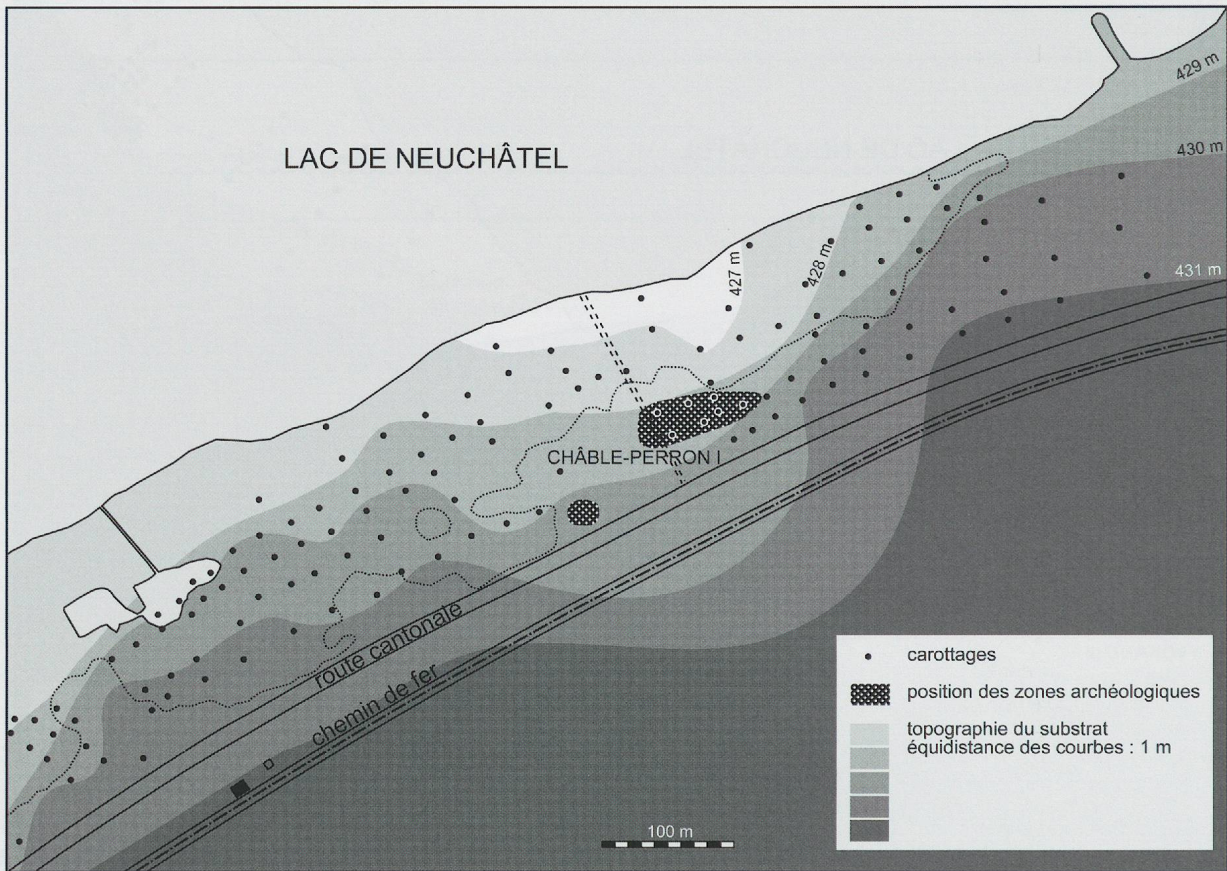 429 m
430 m
LAC DE NEUCHÂTEL
427 m
428 m
431 m
CHÂBLE-PERRON I
route cantonale
chemin de fer
carottages
position des zones archéologiques
topographie du substrat
équidistance des courbes : 1 m
100 m